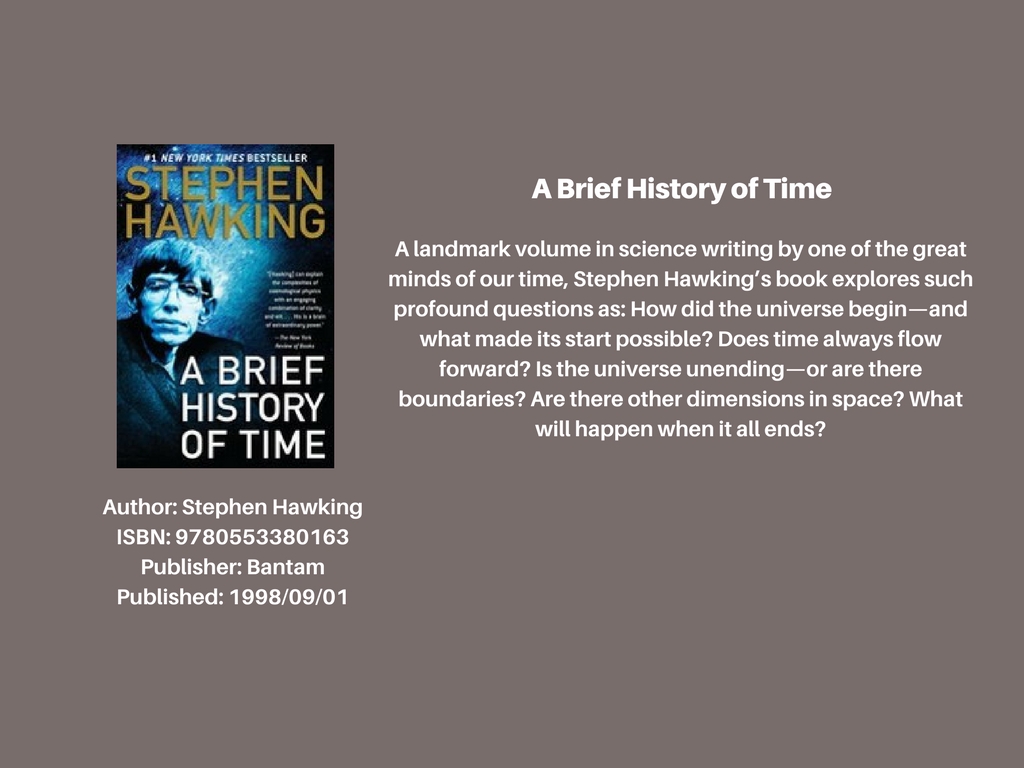 #1 NEW YORK TIMES BESTSELLER
STEPHEN
HAWKING
"[Hawking] can explain
the complexities of
cosmological physics
with an engaging
combination of clarity
and wit. . . . His is a brain
of extraordinary power."
—The New York
Review of Books
A BRIEF
HISTORY
OF TIME
Author: Stephen Hawking
ISBN: 9780553380163
Publisher: Bantam
Published: 1998/09/01
A Brief History of Time
A landmark volume in science writing by one of the great
minds of our time, Stephen Hawking’s book explores such
profound questions as: How did the universe begin—and
what made its start possible? Does time always flow
forward? Is the universe unending—or are there
boundaries? Are there other dimensions in space? What
will happen when it all ends?